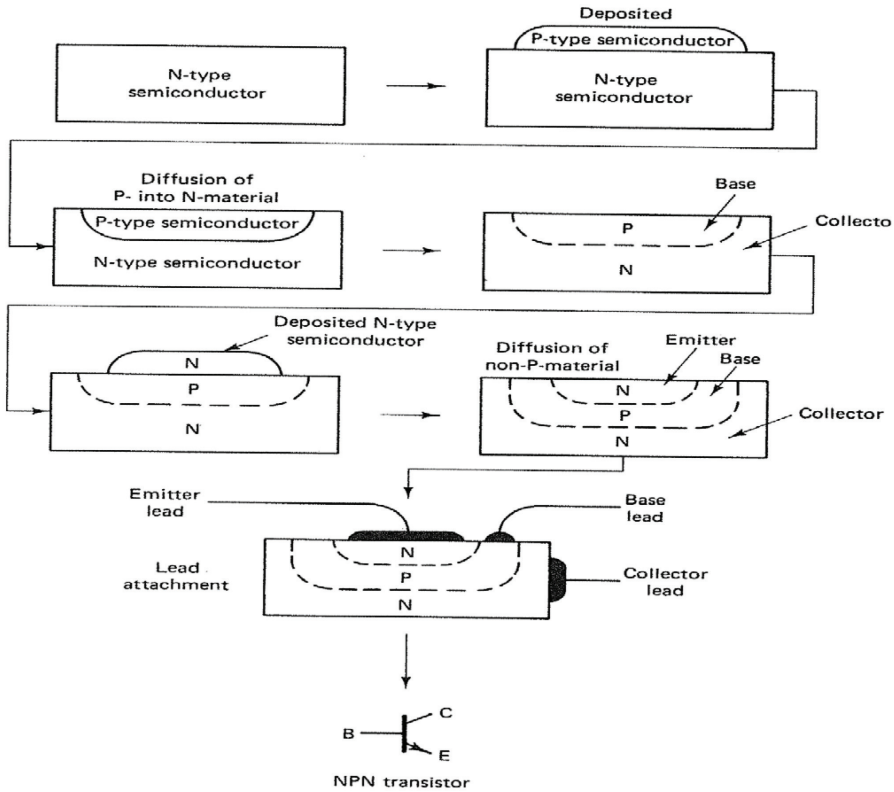 N-type
semiconductor
Deposited
P-type semiconductor
N-type
semiconductor
Diffusion of
P- into N-material
P-type semiconductor
N-type semiconductor
Base
Collecto
P
N
Deposited N-type
semiconductor
N
P
N
Diffusion of
non-P-material
Emitter
Base
Collector
N
P
N
Emitter
lead
Base
lead
Lead
attachment
Collector
lead
N
P
N
B
C
E
NPN transistor